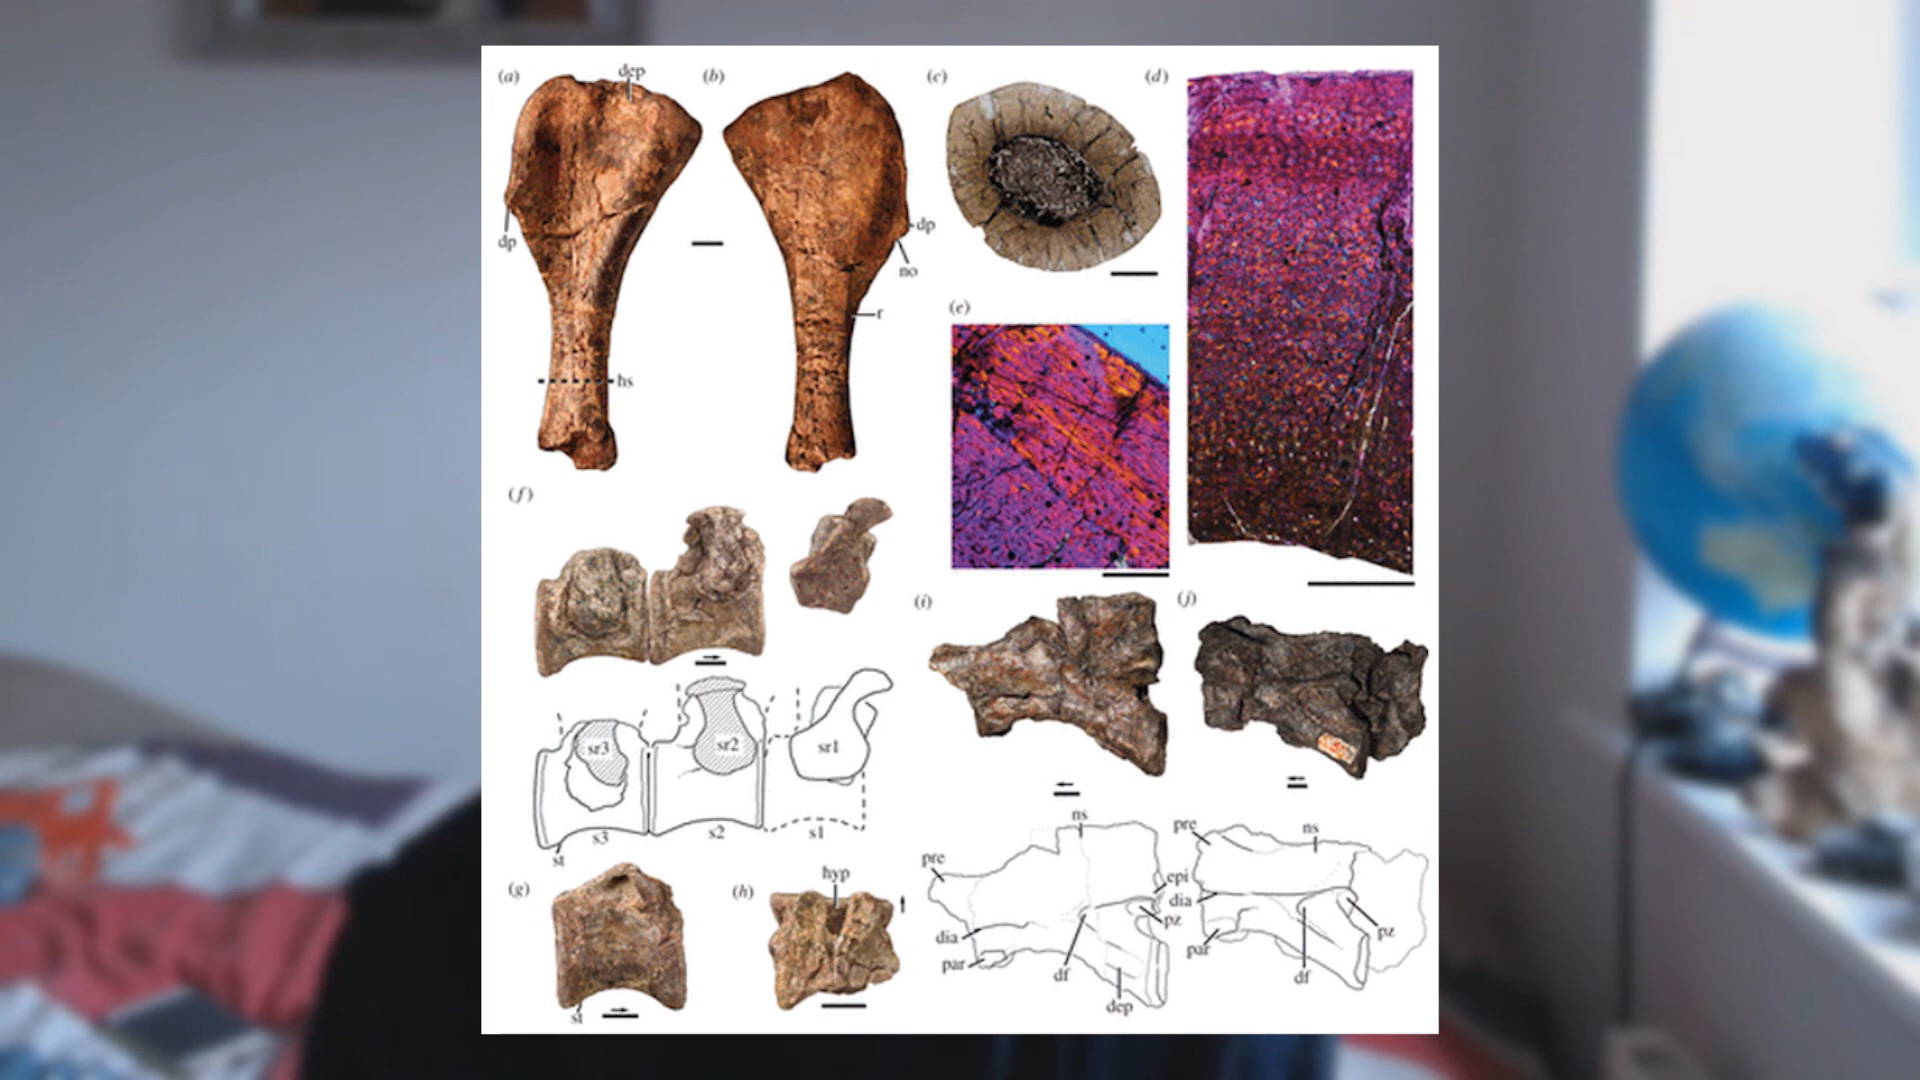 (a)
dep
(b)
(c)
(d)
dp
dp
no
(e)
r
hs
(f)
(i)
(j)
sr3
sr2
sr1
s3
s2
s1
st
ns
pre
epi
dia
pz
par
df
dep
pre
ns
dia
par
pz
df
(g)
(h)
hyp
st